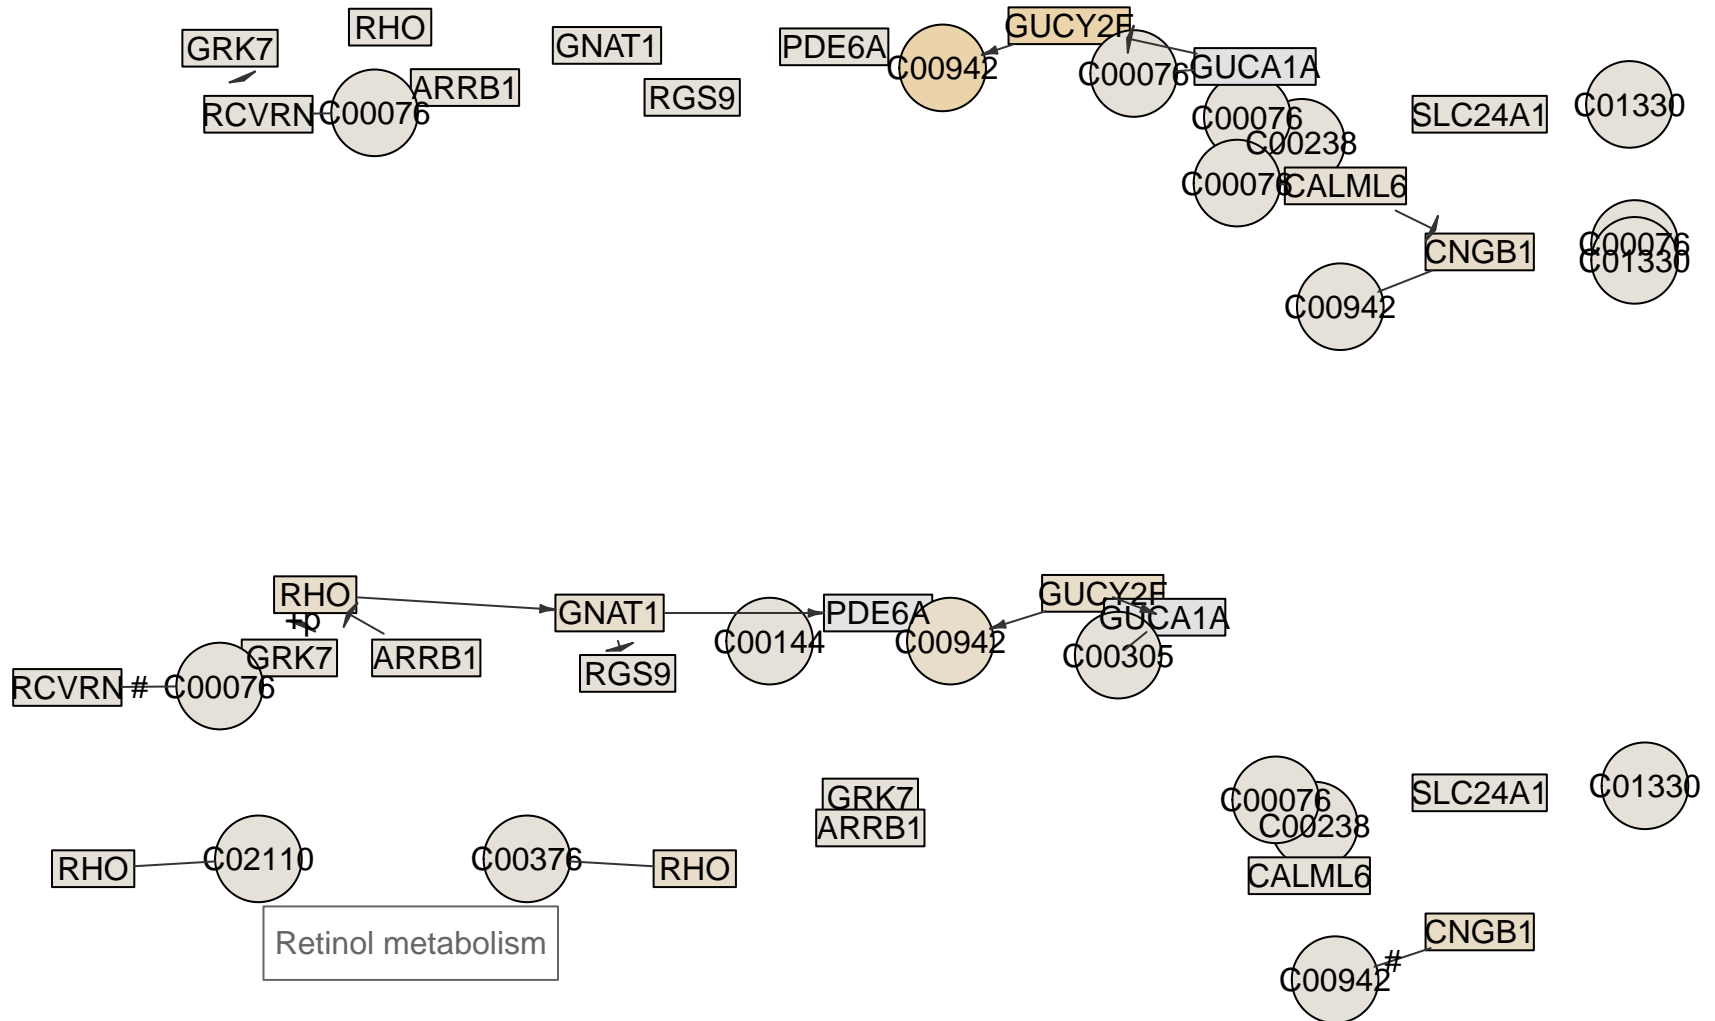 RHO
GRK7
GNAT1
PDE6A
C00942
GUCY2F
C00076
GUCA1A
RCVRN
C00076
ARRB1
RGS9
C00076
C00238
SLC24A1
C01330
C00076
CALML6
CNGB1
C00076
C01330
C00942
RHO
+p
GNAT1
PDE6A
GUCY2F
GUCA1A
RCVRN
#
C00076
GRK7
ARRB1
RGS9
C00144
C00942
C00305
GRK7
ARRB1
C00076
C00238
SLC24A1
C01330
RHO
C02110
C00376
RHO
CALML6
Retinol metabolism
CNGB1
#
C00942